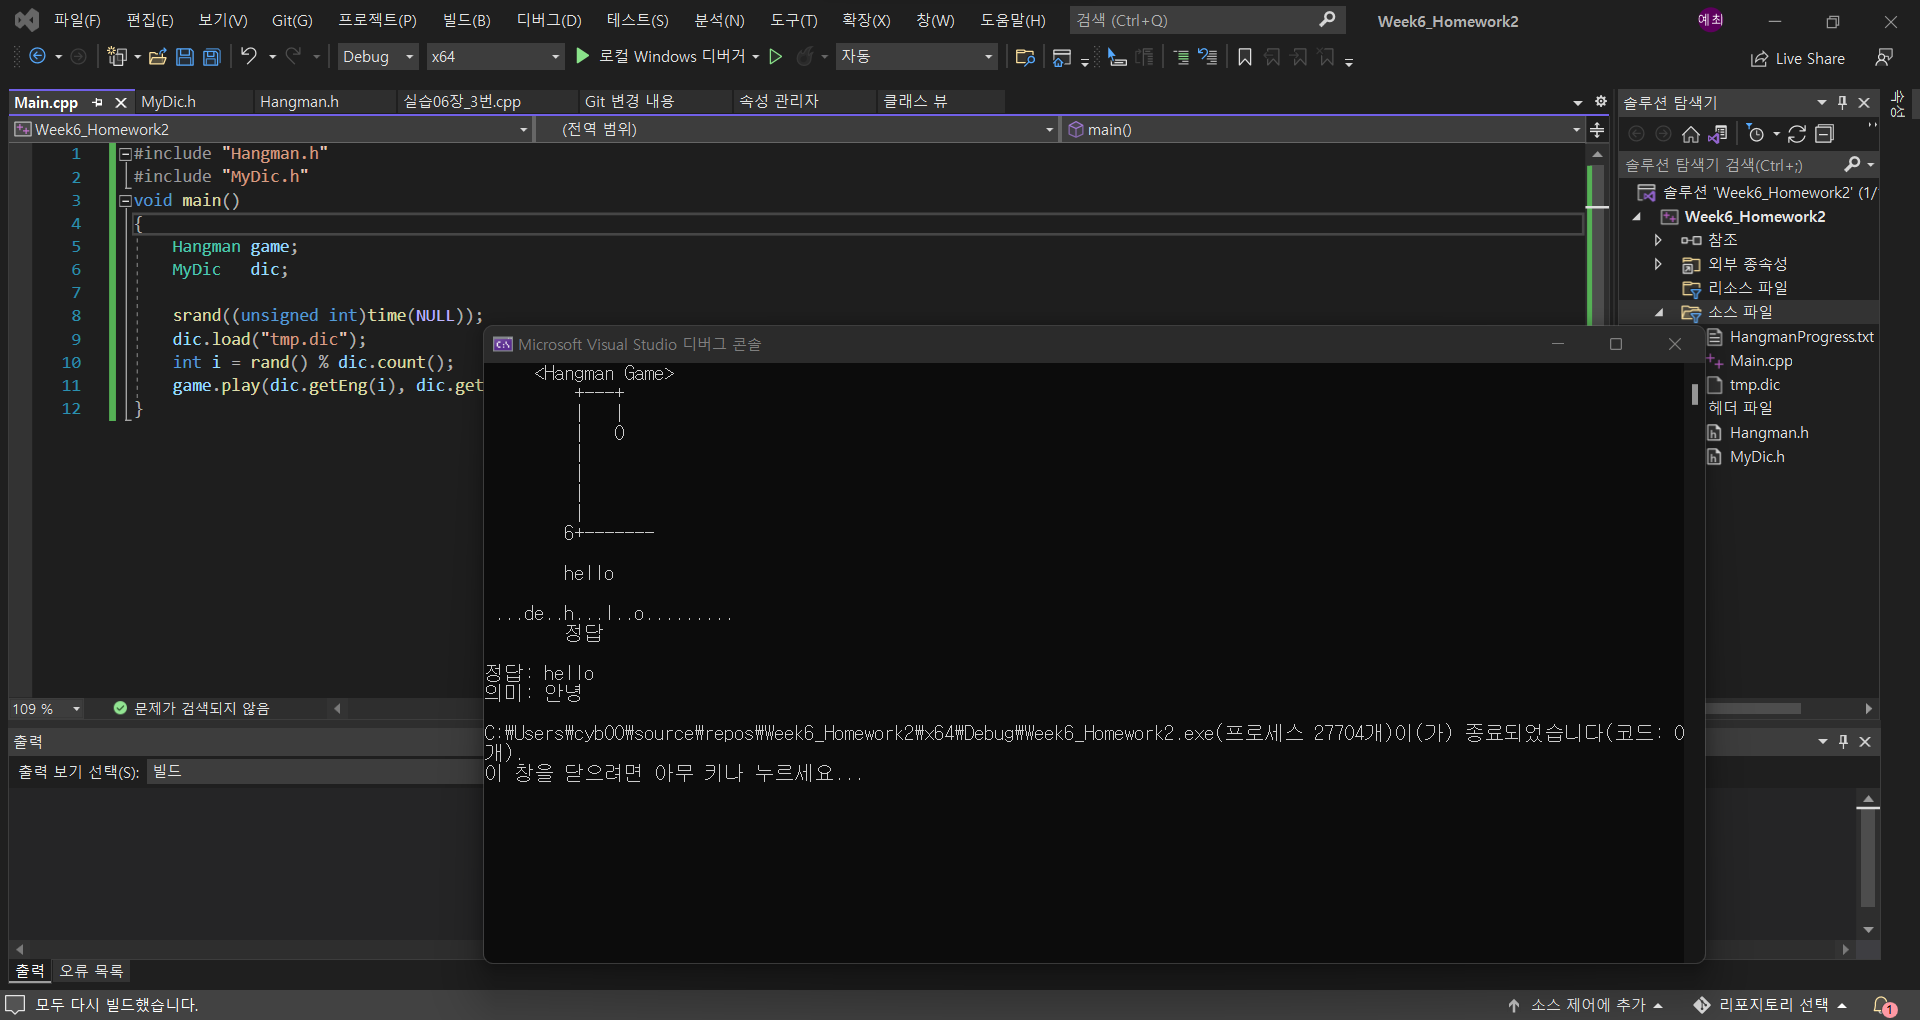 파일(F) 편집(E) 보기(V) Git(G) 프로젝트(P) 빌드(B) 디버그(D) 테스트(S) 분석(N) 도구(T) 확장(X) 창(W) 도움말(H) 검색 (Ctrl+Q) Week6_Homework2 예최
Debug x64 로컬 Windows 디버거 자동 Live Share
Main.cpp MyDic.h Hangman.h 실습06장_3번.cpp Git 변경 내용 속성 관리자 클래스 뷰
Week6_Homework2 (전역 범위) main()
1 #include "Hangman.h"
2 #include "MyDic.h"
3 void main()
4 {
5 Hangman game;
6 MyDic dic;
7
8 srand((unsigned int)time(NULL));
9 dic.load("tmp.dic");
10 int i = rand() % dic.count();
11 game.play(dic.getEng(i), dic.get
12 }
109 % 문제가 검색되지 않음
솔루션 탐색기
솔루션 탐색기 검색(Ctrl+;)
솔루션 'Week6_Homework2' (1/
Week6_Homework2
참조
외부 종속성
리소스 파일
소스 파일
HangmanProgress.txt
Main.cpp
tmp.dic
헤더 파일
Hangman.h
MyDic.h
속성
Microsoft Visual Studio 디버그 콘솔
<Hangman Game>
+---+
| |
| O
|
|
|
|
6+-------
hello
...de..h...l..o.........
정답
정답: hello
의미: 안녕
C:₩Users₩cyb00₩source₩repos₩Week6_Homework2₩x64₩Debug₩Week6_Homework2.exe(프로세스 27704개)이(가) 종료되었습니다(코드: 0
개).
이 창을 닫으려면 아무 키나 누르세요...
출력
출력 보기 선택(S): 빌드
출력 오류 목록
모두 다시 빌드했습니다. 소스 제어에 추가 리포지토리 선택 1